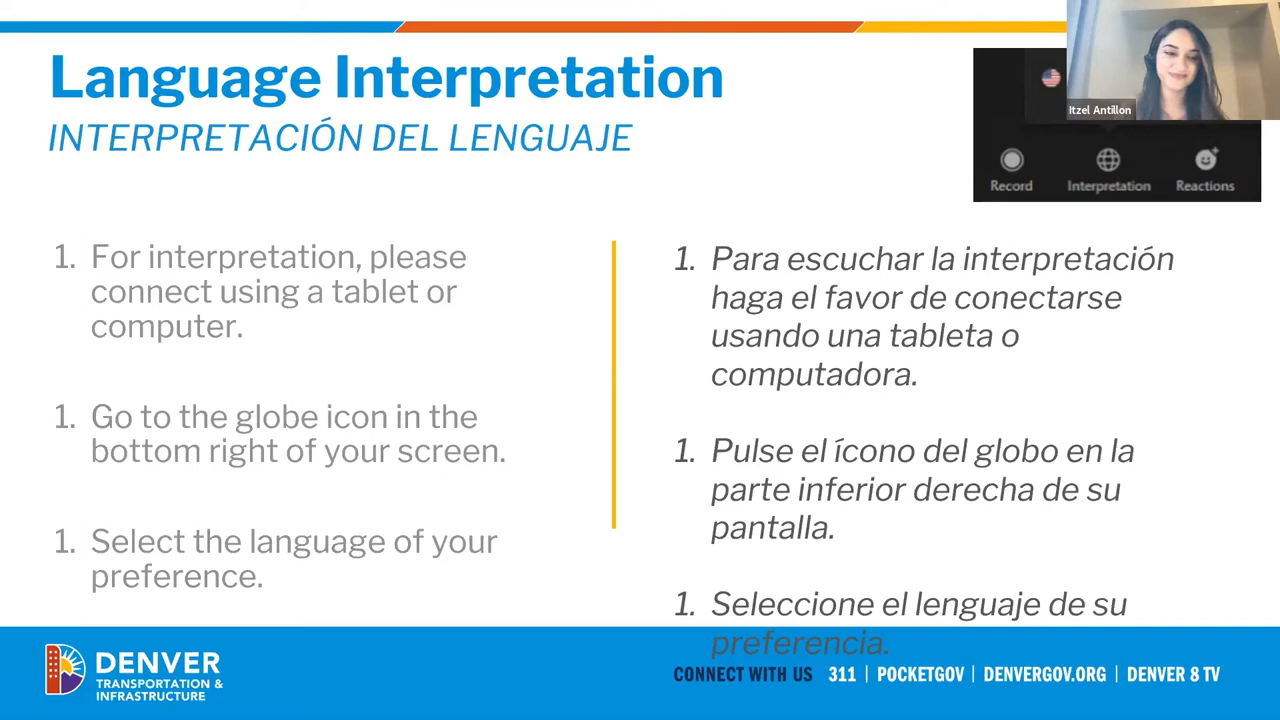 Language Interpretation
INTERPRETACIÓN DEL LENGUAJE
Itzel Antillon
Record
Interpretation
Reactions
1. For interpretation, please
connect using a tablet or
computer.
1. Go to the globe icon in the
bottom right of your screen.
1. Select the language of your
preference.
1. Para escuchar la interpretación
haga el favor de conectarse
usando una tableta o
computadora.
1. Pulse el ícono del globo en la
parte inferior derecha de su
pantalla.
1. Seleccione el lenguaje de su
preferencia.
DENVER
TRANSPORTATION &
INFRASTRUCTURE
CONNECT WITH US 311 | POCKETGOV | DENVERGOV.ORG | DENVER 8 TV